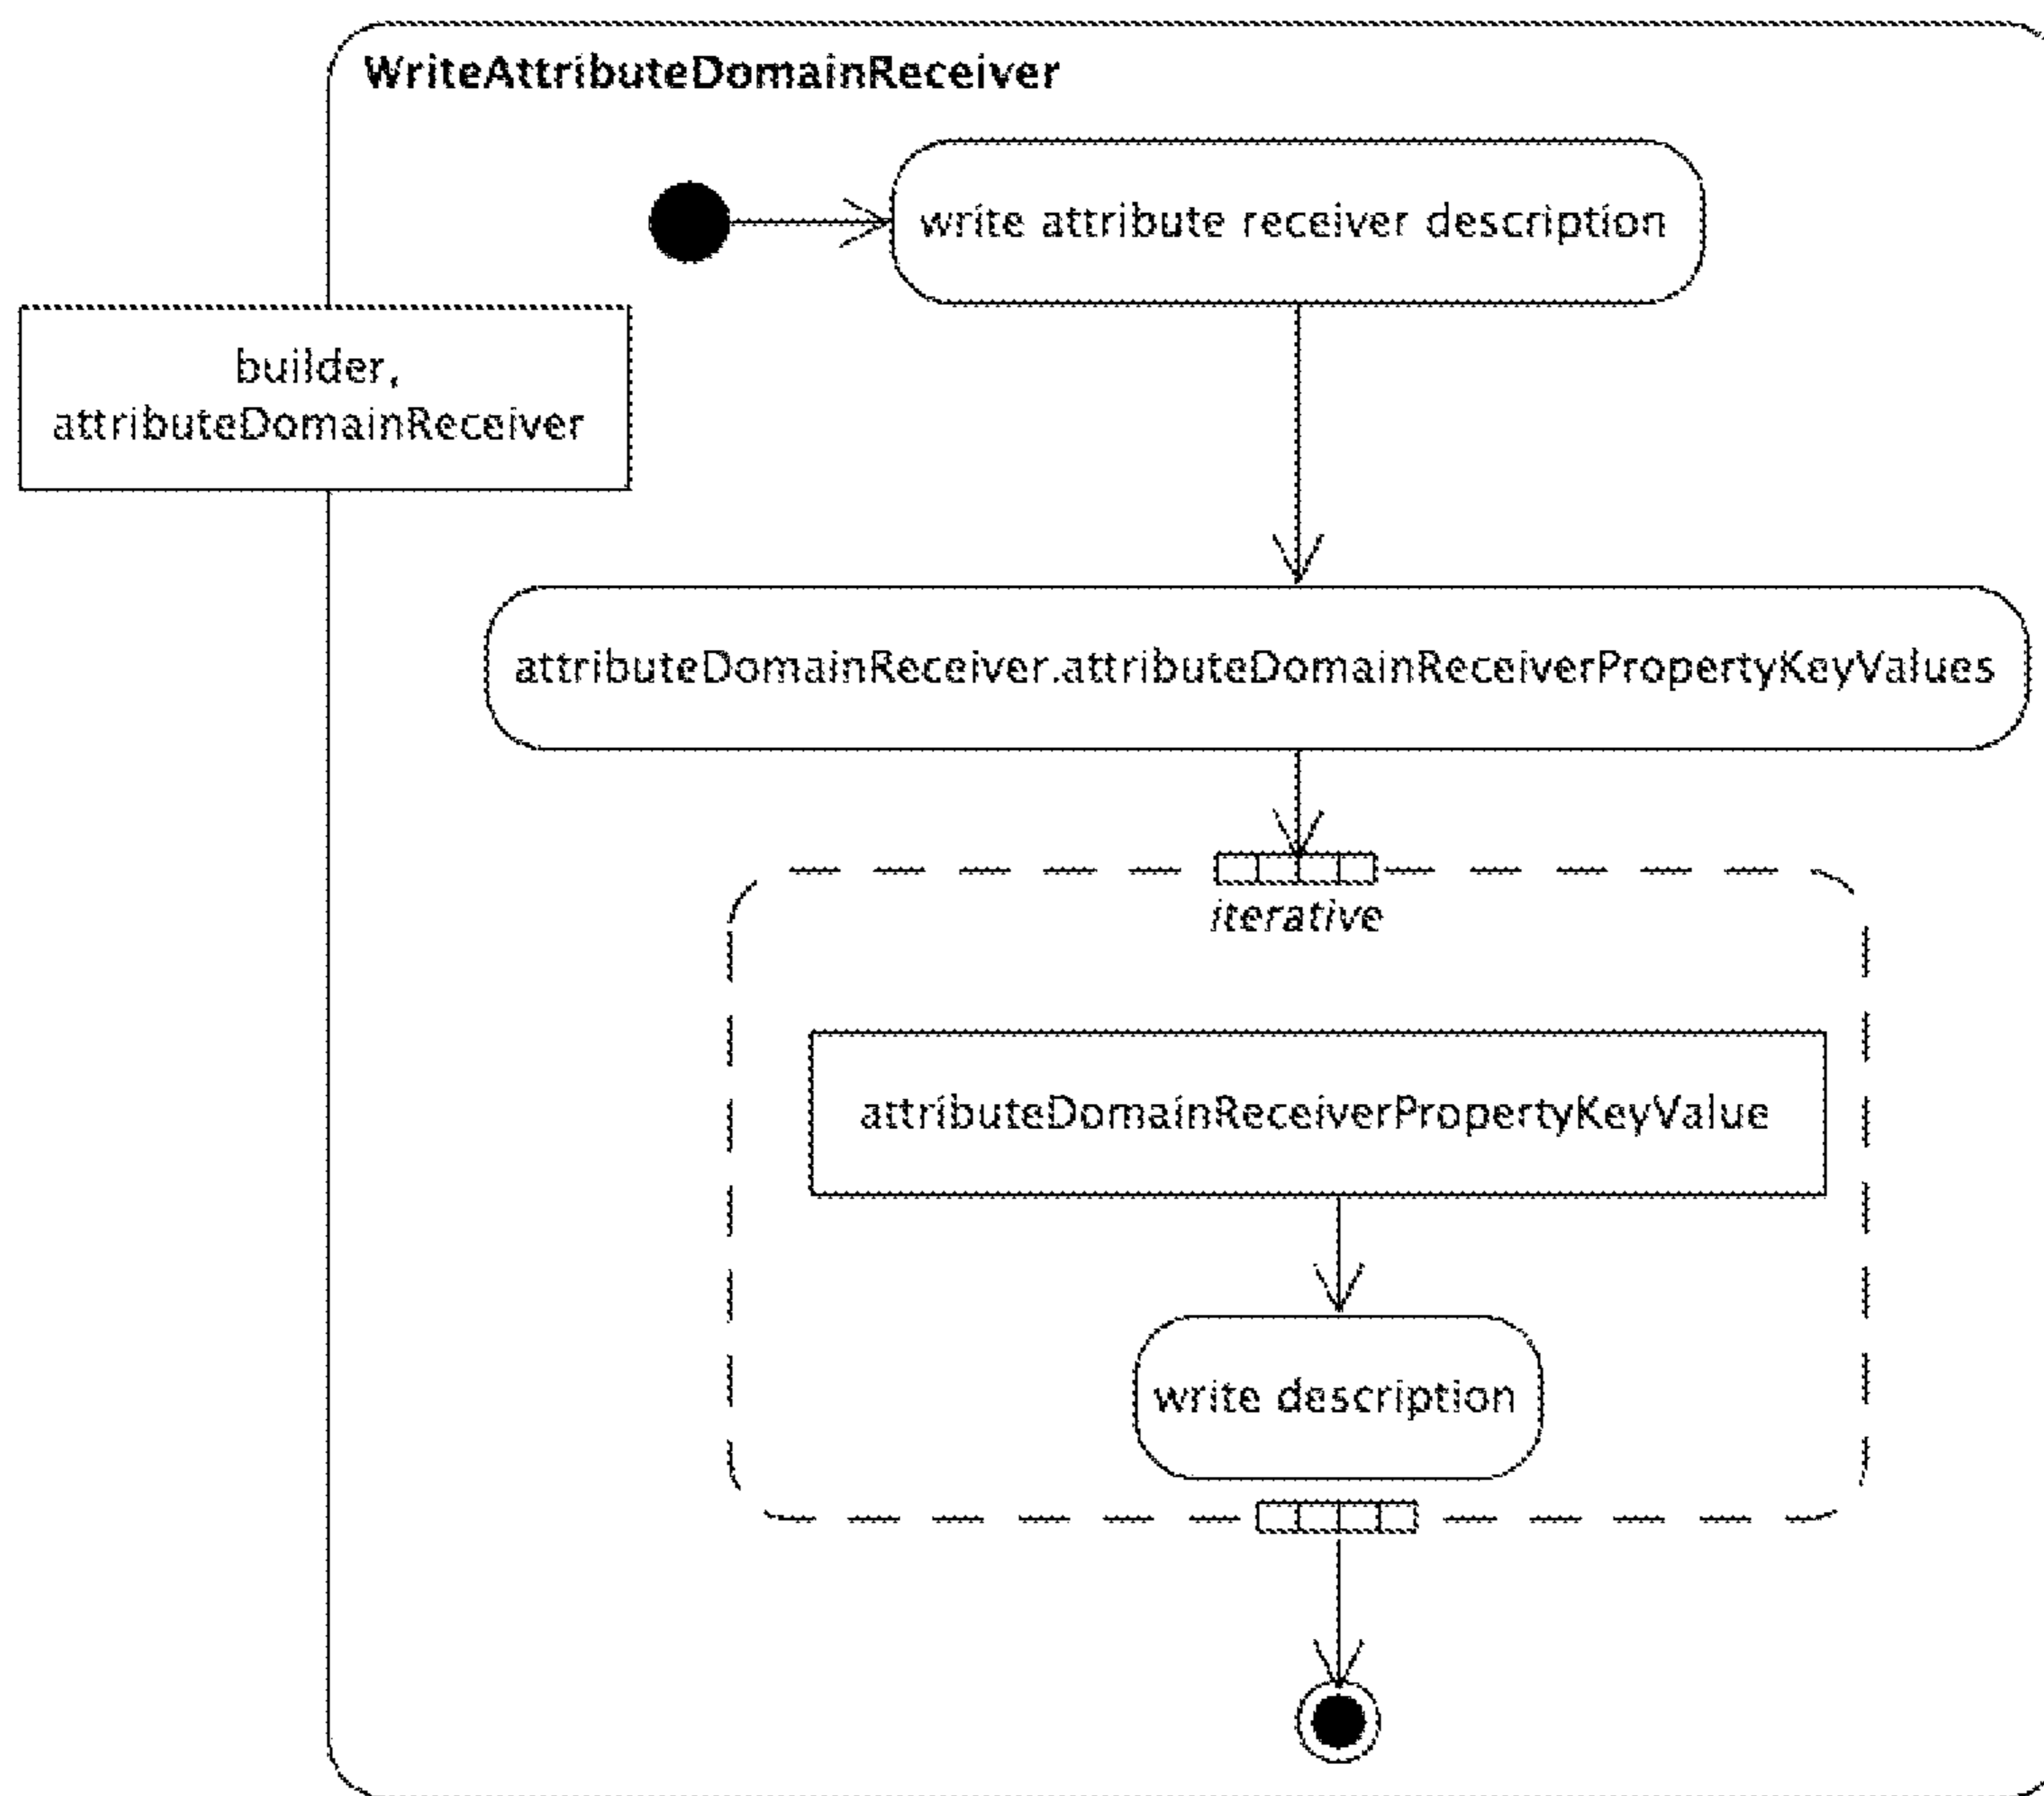 WriteAttributeDomainReceiver
write attribute receiver description
builder,
attributeDomainReceiver
attributeDomainReceiver.attributeDomainReceiverPropertyKeyValues
iterative
attributeDomainReceiverPropertyKeyValue
write description